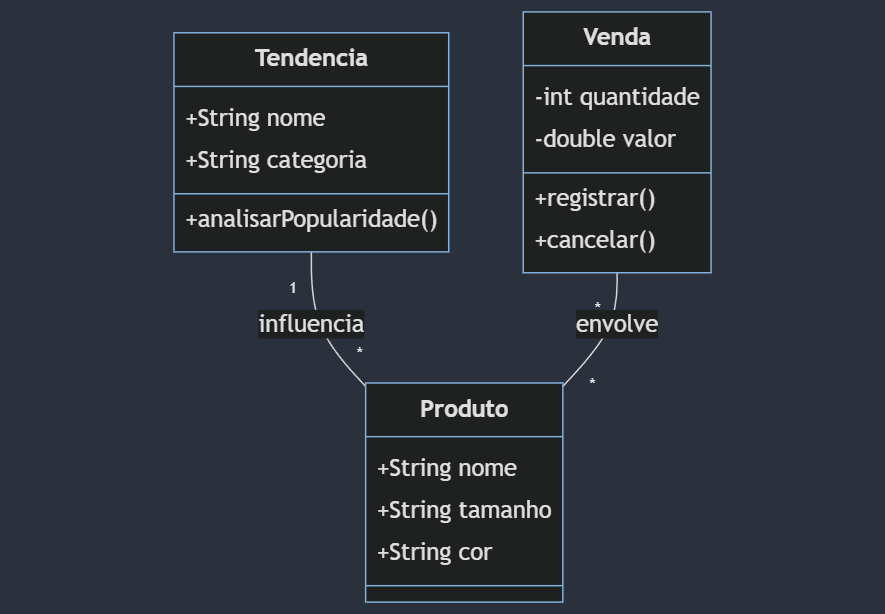 Tendencia
+String nome
+String categoria
+analisarPopularidade()
Venda
-int quantidade
-double valor
+registrar()
+cancelar()
1
influencia
*
*
envolve
*
Produto
+String nome
+String tamanho
+String cor